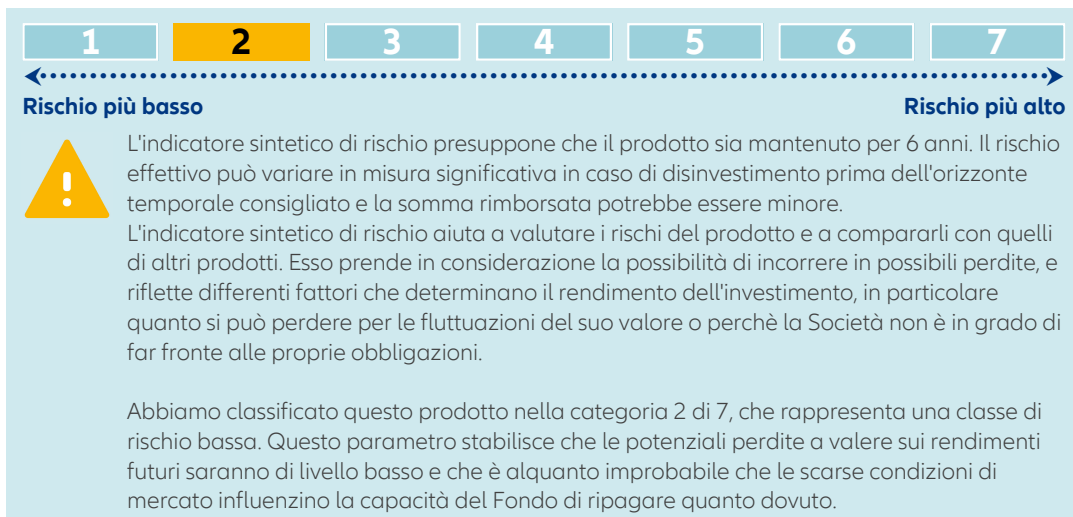 1 2 3 4 5 6 7
Rischio più basso Rischio più alto
L'indicatore sintetico di rischio presuppone che il prodotto sia mantenuto per 6 anni. Il rischio
effettivo può variare in misura significativa in caso di disinvestimento prima dell'orizzonte
temporale consigliato e la somma rimborsata potrebbe essere minore.
L'indicatore sintetico di rischio aiuta a valutare i rischi del prodotto e a compararli con quelli
di altri prodotti. Esso prende in considerazione la possibilità di incorrere in possibili perdite, e
riflette differenti fattori che determinano il rendimento dell'investimento, in particolare
quanto si può perdere per le fluttuazioni del suo valore o perchè la Società non è in grado di
far fronte alle proprie obbligazioni.
Abbiamo classificato questo prodotto nella categoria 2 di 7, che rappresenta una classe di
rischio bassa. Questo parametro stabilisce che le potenziali perdite a valere sui rendimenti
futuri saranno di livello basso e che è alquanto improbabile che le scarse condizioni di
mercato influenzino la capacità del Fondo di ripagare quanto dovuto.